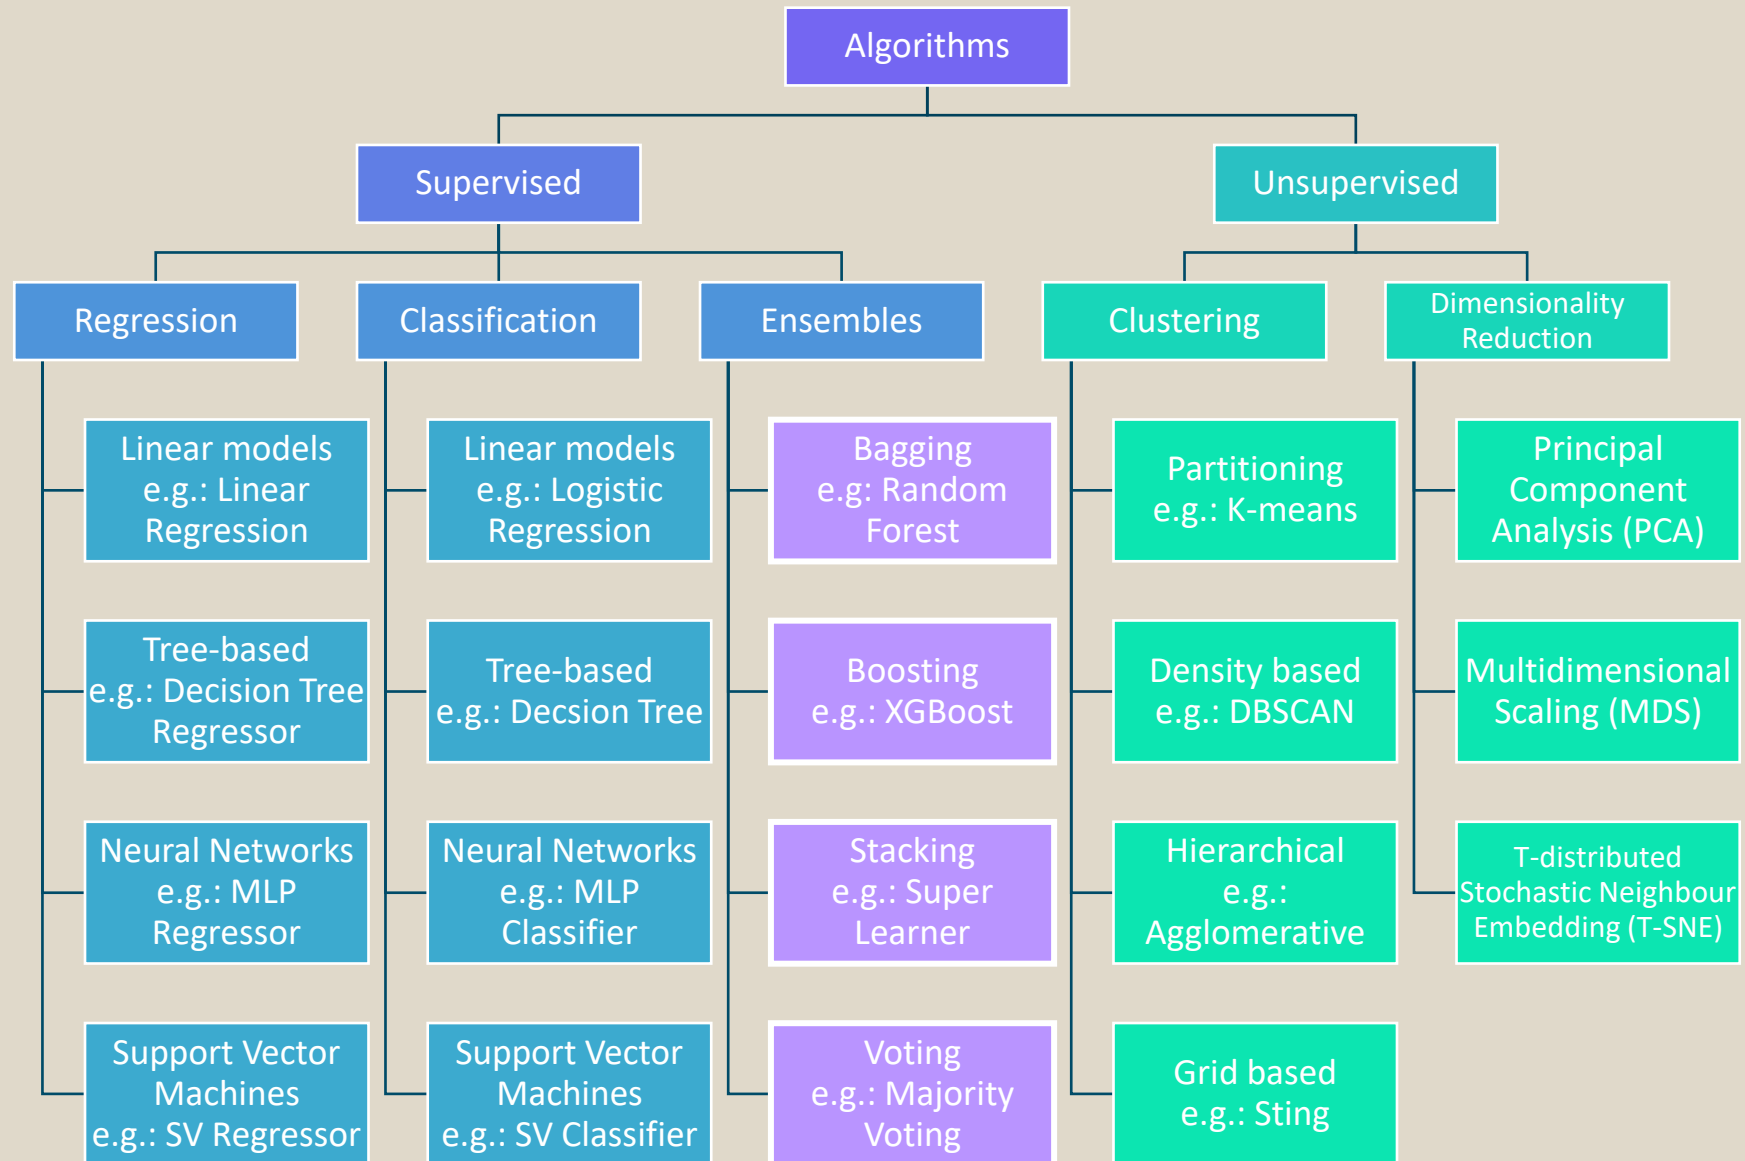 Algorithms
Supervised
Unsupervised
Regression
Classification
Ensembles
Clustering
Dimensionality
Reduction
Linear models
e.g.: Linear
Regression
Linear models
e.g.: Logistic
Regression
Bagging
e.g: Random
Forest
Partitioning
e.g.: K-means
Principal
Component
Analysis (PCA)
Tree-based
e.g.: Decision Tree
Regressor
Tree-based
e.g.: Decsion Tree
Boosting
e.g.: XGBoost
Density based
e.g.: DBSCAN
Multidimensional
Scaling (MDS)
Neural Networks
e.g.: MLP
Regressor
Neural Networks
e.g.: MLP
Classifier
Stacking
e.g.: Super
Learner
Hierarchical
e.g.:
Agglomerative
T-distributed
Stochastic Neighbour
Embedding (T-SNE)
Support Vector
Machines
e.g.: SV Regressor
Support Vector
Machines
e.g.: SV Classifier
Voting
e.g.: Majority
Voting
Grid based
e.g.: Sting